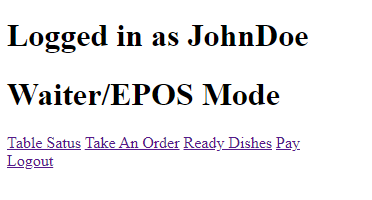 Logged in as JohnDoe
Waiter/EPOS Mode
Table Satus Take An Order Ready Dishes Pay
Logout